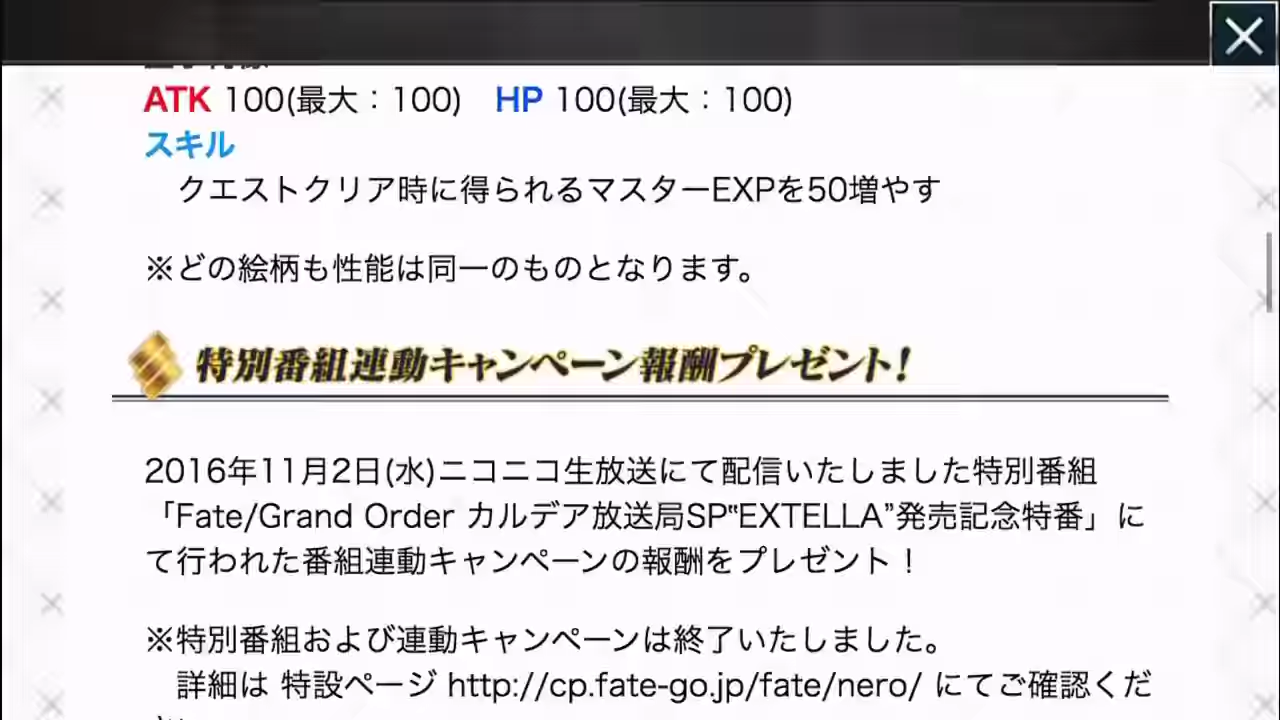 ATK 100(最大：100)　HP 100(最大：100)
スキル
クエストクリア時に得られるマスターEXPを50増やす
※どの絵柄も性能は同一のものとなります。
特別番組連動キャンペーン報酬プレゼント！
2016年11月2日(水)ニコニコ生放送にて配信いたしました特別番組
「Fate/Grand Order カルデア放送局SP‟EXTELLA”発売記念特番」に
て行われた番組連動キャンペーンの報酬をプレゼント！
※特別番組および連動キャンペーンは終了いたしました。
詳細は 特設ページ http://cp.fate-go.jp/fate/nero/ にてご確認くだ